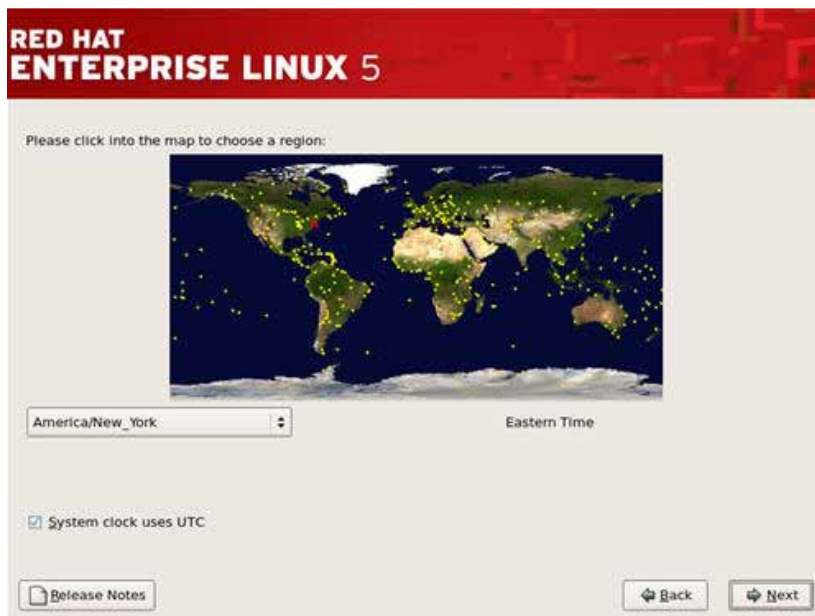 RED HAT
ENTERPRISE LINUX 5
Please click into the map to choose a region:
America/New_York
Eastern Time
System clock uses UTC
Release Notes
Back
Next